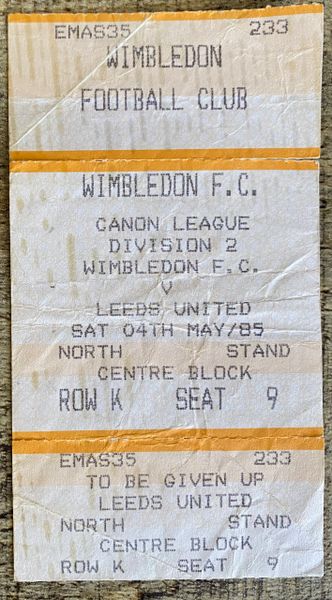 EMAS35 233
WIMBLEDON
FOOTBALL CLUB
WIMBLEDON F.C.
CANON LEAGUE
DIVISION 2
WIMBLEDON F.C.
V
LEEDS UNITED
SAT 04TH MAY/85
NORTH STAND
CENTRE BLOCK
ROW K SEAT 9
EMAS35 233
TO BE GIVEN UP
LEEDS UNITED
NORTH STAND
CENTRE BLOCK
ROW K SEAT 9